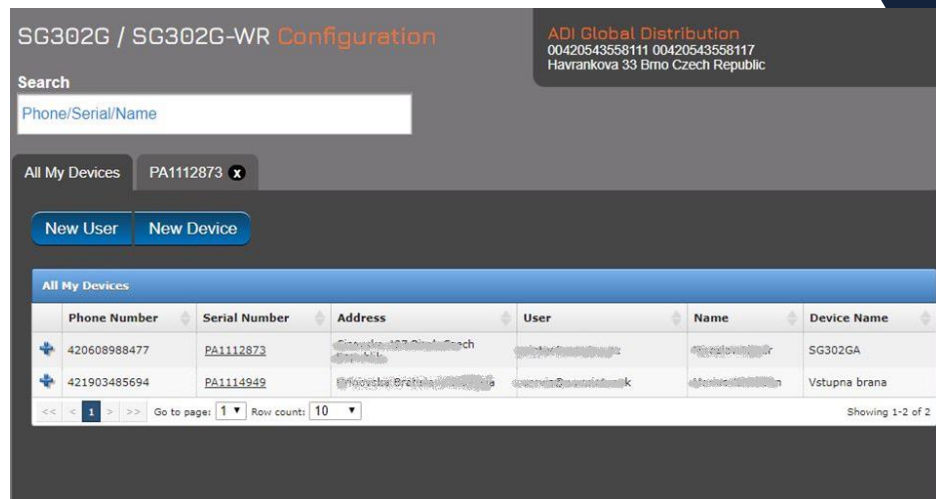 SG302G / SG302G-WR Configuration
ADI Global Distribution
00420543558111 00420543558117
Havrankova 33 Brno Czech Republic
Search
Phone/Serial/Name
All My Devices PA1112873 x
New User New Device
All My Devices
Phone Number Serial Number Address User Name Device Name
420608988477 PA1112873 SG302GA
421903485694 PA1114949 Vstupna brana
<< < 1 > >> Go to page: 1 Row count: 10 Showing 1-2 of 2